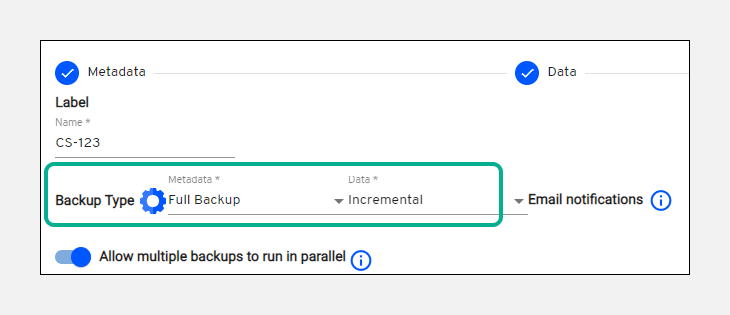 Metadata Data
Label
Name *
CS-123
Metadata * Data *
Backup Type Full Backup Incremental Email notifications
Allow multiple backups to run in parallel